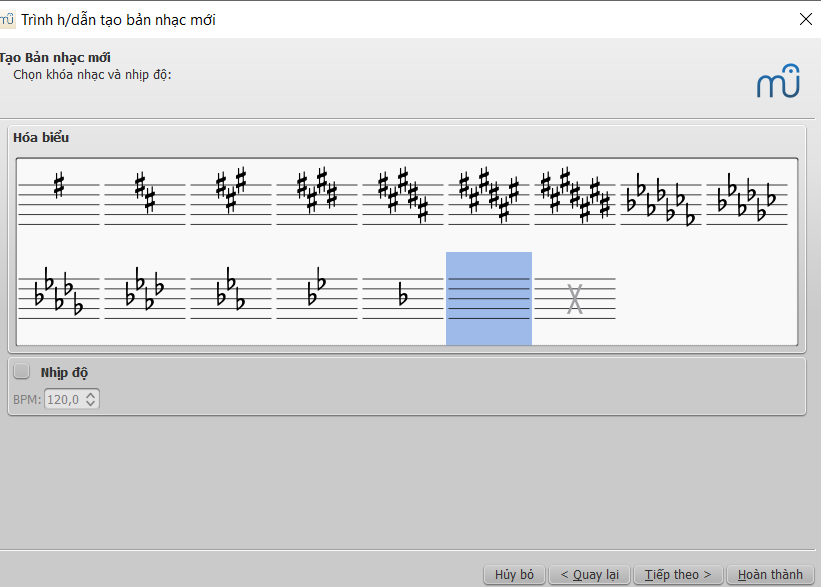 Trình h/dẫn tạo bản nhạc mới
Tạo Bản nhạc mới
Chọn khóa nhạc và nhịp độ:
Hóa biểu
Nhịp độ
BPM: 120,0
Hủy bỏ
< Quay lại
Tiếp theo >
Hoàn thành